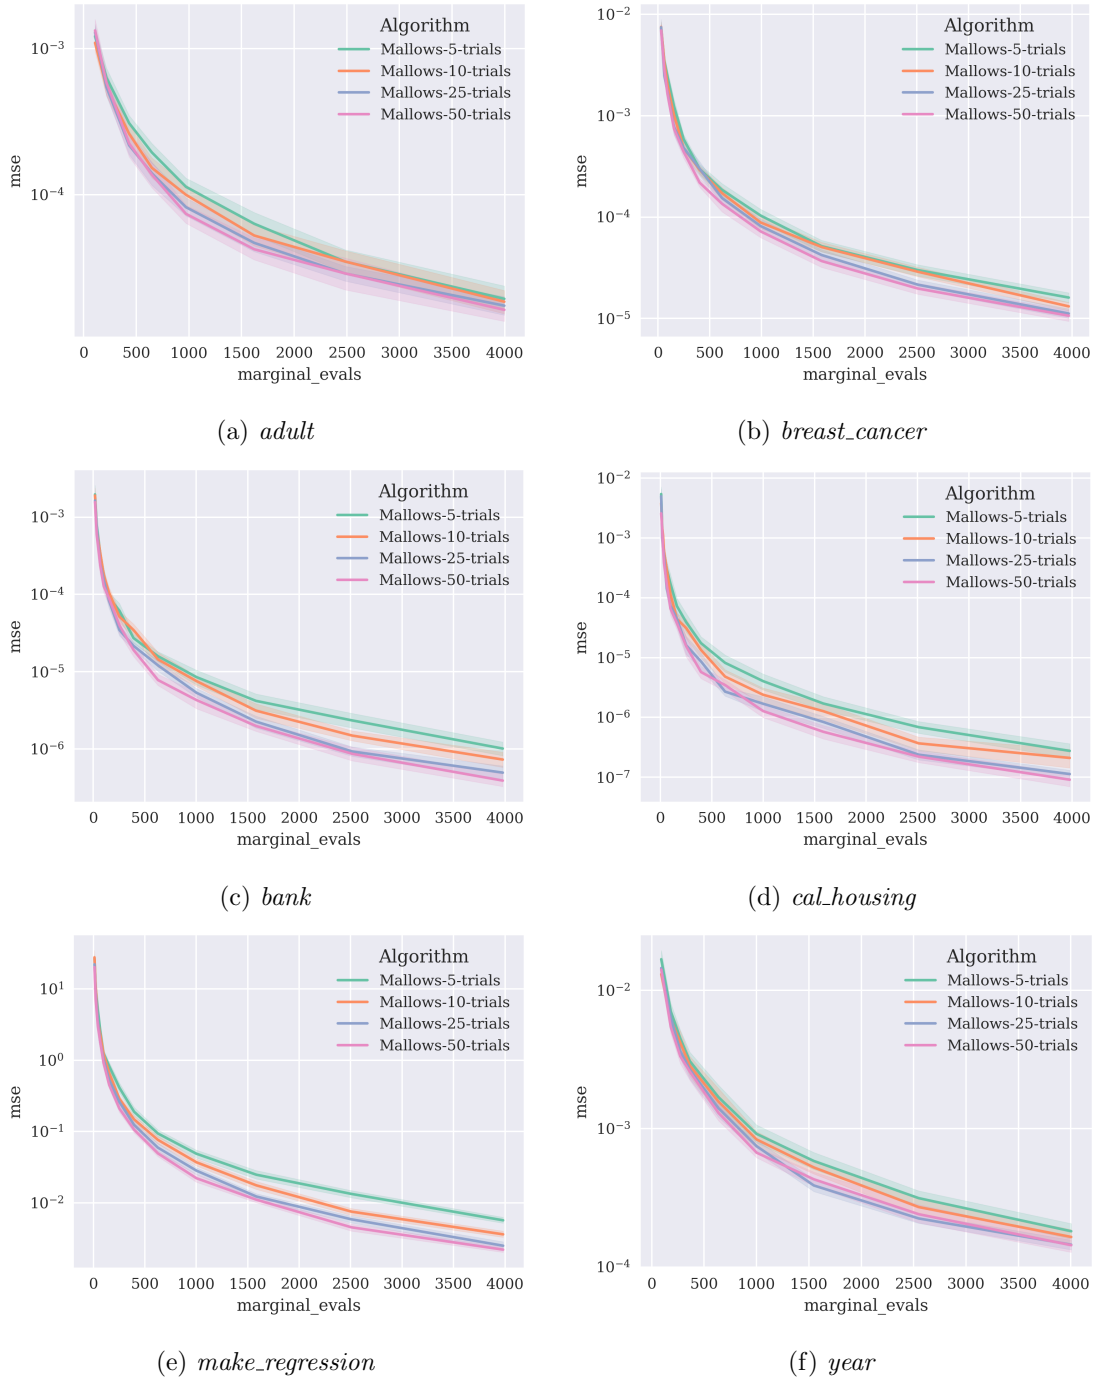 Algorithm
Mallows-5-trials
Mallows-10-trials
Mallows-25-trials
Mallows-50-trials
10⁻³
10⁻⁴
mse
0 500 1000 1500 2000 2500 3000 3500 4000
marginal_evals
(a) adult
Algorithm
Mallows-5-trials
Mallows-10-trials
Mallows-25-trials
Mallows-50-trials
10⁻²
10⁻³
10⁻⁴
10⁻⁵
mse
0 500 1000 1500 2000 2500 3000 3500 4000
marginal_evals
(b) breast_cancer
Algorithm
Mallows-5-trials
Mallows-10-trials
Mallows-25-trials
Mallows-50-trials
10⁻³
10⁻⁴
10⁻⁵
10⁻⁶
mse
0 500 1000 1500 2000 2500 3000 3500 4000
marginal_evals
(c) bank
Algorithm
Mallows-5-trials
Mallows-10-trials
Mallows-25-trials
Mallows-50-trials
10⁻²
10⁻³
10⁻⁴
10⁻⁵
10⁻⁶
10⁻⁷
mse
0 500 1000 1500 2000 2500 3000 3500 4000
marginal_evals
(d) cal_housing
Algorithm
Mallows-5-trials
Mallows-10-trials
Mallows-25-trials
Mallows-50-trials
10¹
10⁰
10⁻¹
10⁻²
mse
0 500 1000 1500 2000 2500 3000 3500 4000
marginal_evals
(e) make_regression
Algorithm
Mallows-5-trials
Mallows-10-trials
Mallows-25-trials
Mallows-50-trials
10⁻²
10⁻³
10⁻⁴
mse
0 500 1000 1500 2000 2500 3000 3500 4000
marginal_evals
(f) year